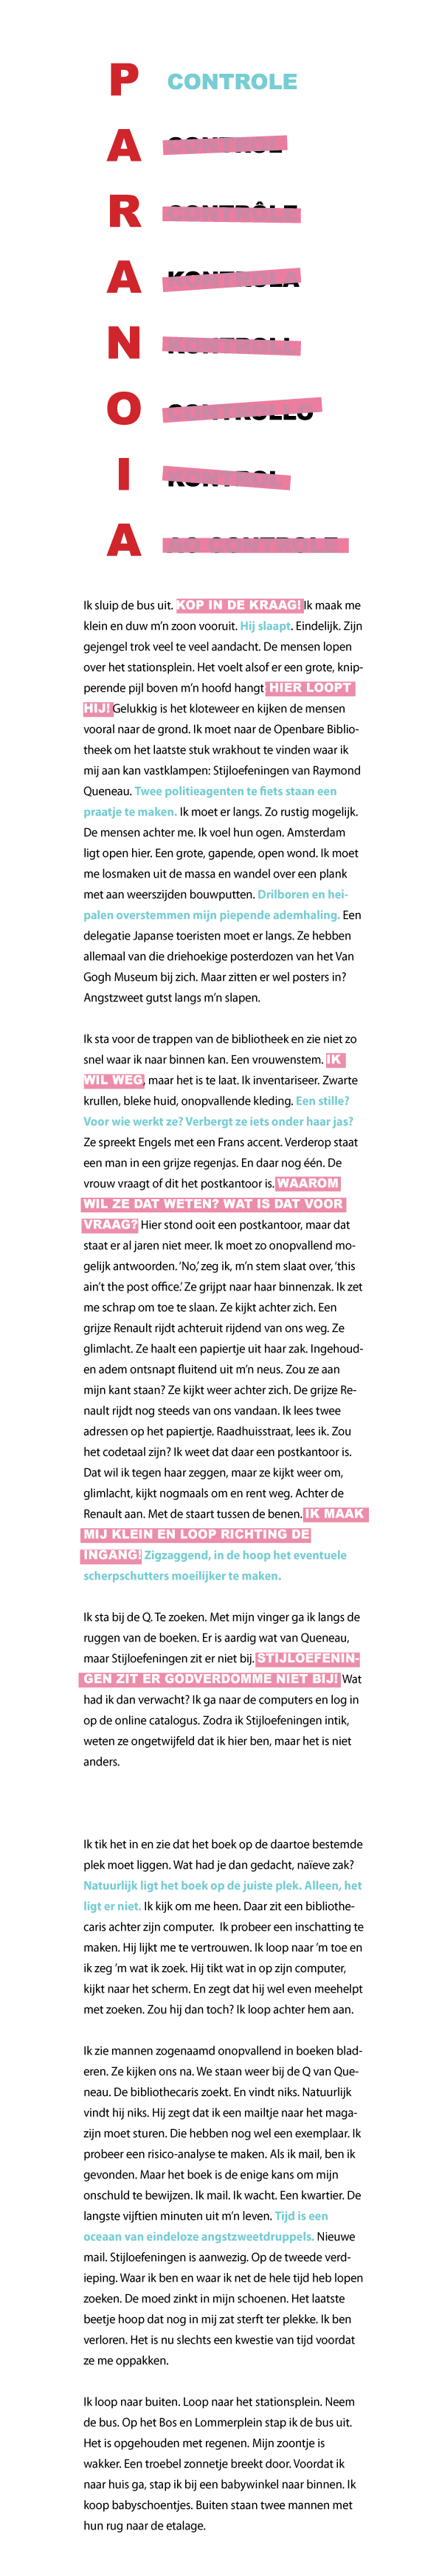 P CONTROLE
A CONTROL
R CONTRÔLE
A KONTROLA
N KONTROLL
O CONTROLLO
I KONTROL
A AO CONTROLE
Ik sluip de bus uit. KOP IN DE KRAAG! Ik maak me
klein en duw m’n zoon vooruit. Hij slaapt. Eindelijk. Zijn
gejengel trok veel te veel aandacht. De mensen lopen
over het stationsplein. Het voelt alsof er een grote, knip-
perende pijl boven m’n hoofd hangt: HIER LOOPT
HIJ! Gelukkig is het kloteweer en kijken de mensen
vooral naar de grond. Ik moet naar de Openbare Biblio-
theek om het laatste stuk wrakhout te vinden waar ik
mij aan kan vastklampen: Stijloefeningen van Raymond
Queneau. Twee politieagenten te fiets staan een
praatje te maken. Ik moet er langs. Zo rustig mogelijk.
De mensen achter me. Ik voel hun ogen. Amsterdam
ligt open hier. Een grote, gapende, open wond. Ik moet
me losmaken uit de massa en wandel over een plank
met aan weerszijden bouwputten. Drilboren en hei-
palen overstemmen mijn piepende ademhaling. Een
delegatie Japanse toeristen moet er langs. Ze hebben
allemaal van die driehoekige posterdozen van het Van
Gogh Museum bij zich. Maar zitten er wel posters in?
Angstzweet gutst langs m’n slapen.
Ik sta voor de trappen van de bibliotheek en zie niet zo
snel waar ik naar binnen kan. Een vrouwenstem. IK
WIL WEG, maar het is te laat. Ik inventariseer. Zwarte
krullen, bleke huid, onopvallende kleding. Een stille?
Voor wie werkt ze? Verbergt ze iets onder haar jas?
Ze spreekt Engels met een Frans accent. Verderop staat
een man in een grijze regenjas. En daar nog één. De
vrouw vraagt of dit het postkantoor is. WAAROM
WIL ZE DAT WETEN? WAT IS DAT VOOR
VRAAG? Hier stond ooit een postkantoor, maar dat
staat er al jaren niet meer. Ik moet zo onopvallend mo-
gelijk antwoorden. ‘No,’ zeg ik, m’n stem slaat over, ‘this
ain’t the post office.’ Ze grijpt naar haar binnenzak. Ik zet
me schrap om toe te slaan. Ze kijkt achter zich. Een
grijze Renault rijdt achteruit rijdend van ons weg. Ze
glimlacht. Ze haalt een papiertje uit haar zak. Ingehoud-
en adem ontsnapt fluitend uit m’n neus. Zou ze aan
mijn kant staan? Ze kijkt weer achter zich. De grijze Re-
nault rijdt nog steeds van ons vandaan. Ik lees twee
adressen op het papiertje. Raadhuisstraat, lees ik. Zou
het codetaal zijn? Ik weet dat daar een postkantoor is.
Dat wil ik tegen haar zeggen, maar ze kijkt weer om,
glimlacht, kijkt nogmaals om en rent weg. Achter de
Renault aan. Met de staart tussen de benen. IK MAAK
MIJ KLEIN EN LOOP RICHTING DE
INGANG! Zigzaggend, in de hoop het eventuele
scherpschutters moeilijker te maken.
Ik sta bij de Q. Te zoeken. Met mijn vinger ga ik langs de
ruggen van de boeken. Er is aardig wat van Queneau,
maar Stijloefeningen zit er niet bij. STIJLOEFENIN-
GEN ZIT ER GODVERDOMME NIET BIJ! Wat
had ik dan verwacht? Ik ga naar de computers en log in
op de online catalogus. Zodra ik Stijloefeningen intik,
weten ze ongetwijfeld dat ik hier ben, maar het is niet
anders.
Ik tik het in en zie dat het boek op de daartoe bestemde
plek moet liggen. Wat had je dan gedacht, naïeve zak?
Natuurlijk ligt het boek op de juiste plek. Alleen, het
ligt er niet. Ik kijk om me heen. Daar zit een bibliothe-
caris achter zijn computer. Ik probeer een inschatting te
maken. Hij lijkt me te vertrouwen. Ik loop naar ’m toe en
ik zeg ’m wat ik zoek. Hij tikt wat in op zijn computer,
kijkt naar het scherm. En zegt dat hij wel even meehelpt
met zoeken. Zou hij dan toch? Ik loop achter hem aan.
Ik zie mannen zogenaamd onopvallend in boeken blad-
eren. Ze kijken ons na. We staan weer bij de Q van Que-
neau. De bibliothecaris zoekt. En vindt niks. Natuurlijk
vindt hij niks. Hij zegt dat ik een mailtje naar het maga-
zijn moet sturen. Die hebben nog wel een exemplaar. Ik
probeer een risico-analyse te maken. Als ik mail, ben ik
gevonden. Maar het boek is de enige kans om mijn
onschuld te bewijzen. Ik mail. Ik wacht. Een kwartier. De
langste vijftien minuten uit m’n leven. Tijd is een
oceaan van eindeloze angstzweetdruppels. Nieuwe
mail. Stijloefeningen is aanwezig. Op de tweede verd-
ieping. Waar ik ben en waar ik net de hele tijd heb lopen
zoeken. De moed zinkt in mijn schoenen. Het laatste
beetje hoop dat nog in mij zat sterft ter plekke. Ik ben
verloren. Het is nu slechts een kwestie van tijd voordat
ze me oppakken.
Ik loop naar buiten. Loop naar het stationsplein. Neem
de bus. Op het Bos en Lommerplein stap ik de bus uit.
Het is opgehouden met regenen. Mijn zoontje is
wakker. Een troebel zonnetje breekt door. Voordat ik
naar huis ga, stap ik bij een babywinkel naar binnen. Ik
koop babyschoentjes. Buiten staan twee mannen met
hun rug naar de etalage.